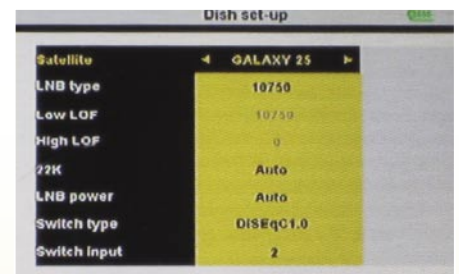 Dish set-up
Satellite GALAXY 25
LNB type 10750
Low LOF 10750
High LOF 0
22K Auto
LNB power Auto
Switch type DiSEqC1.0
Switch input 2